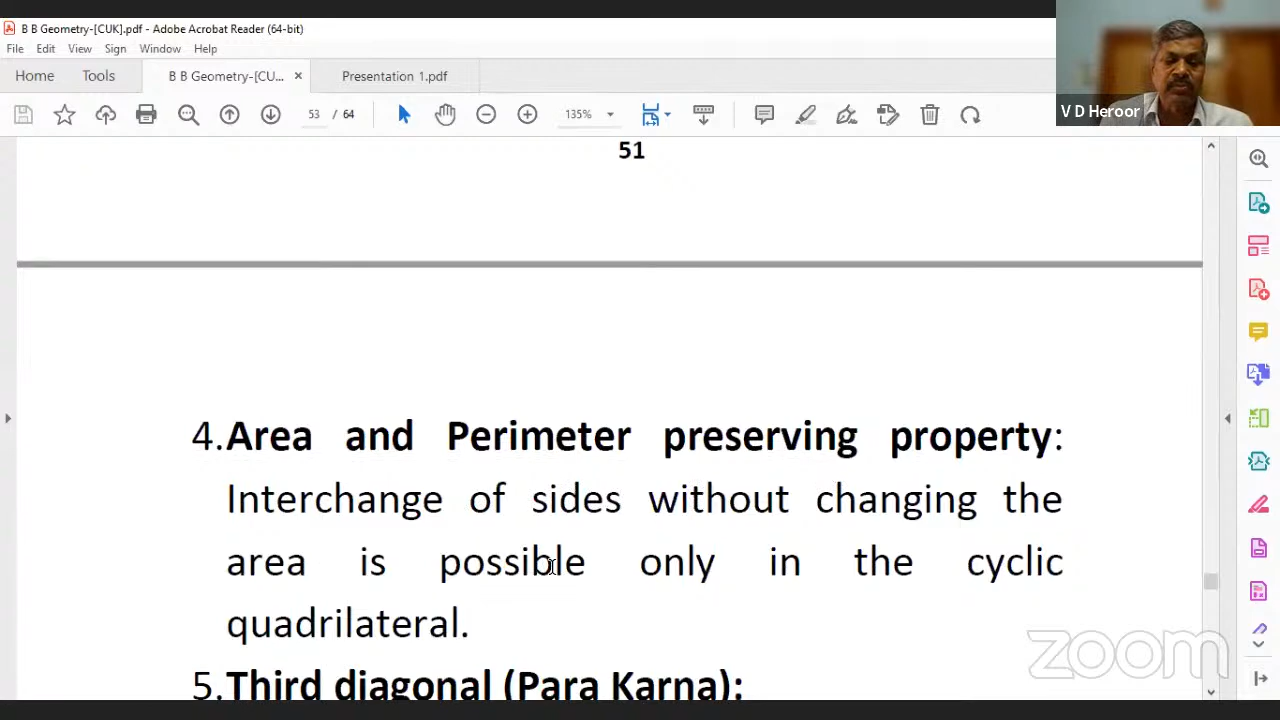 B B Geometry-[CUK].pdf - Adobe Acrobat Reader (64-bit)
File Edit View Sign Window Help
Home Tools B B Geometry-[CU... × Presentation 1.pdf
53 / 64 135%
V D Heroor
51
4. Area and Perimeter preserving property:
Interchange of sides without changing the
area is possible only in the cyclic
quadrilateral.
5. Third diagonal (Para Karna):
zoom